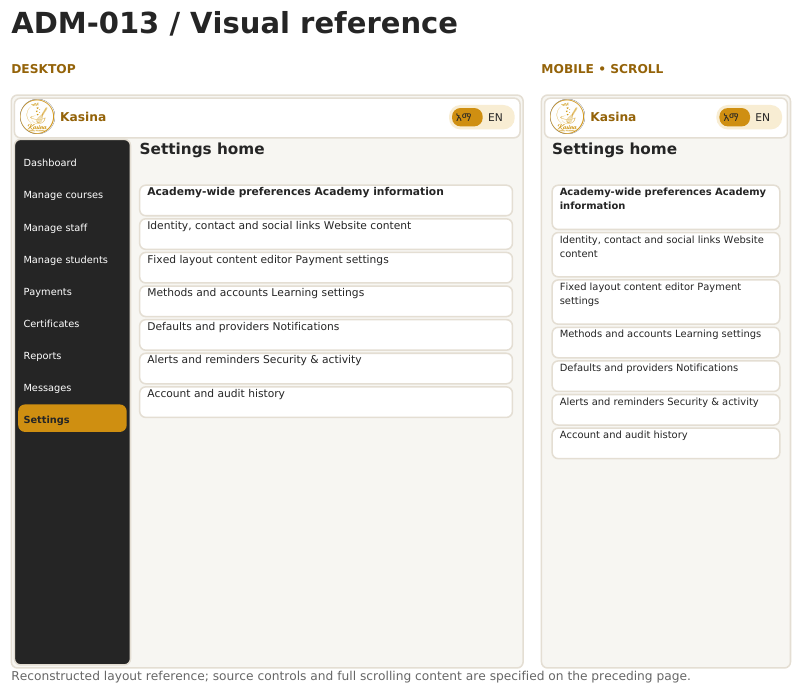 ADM-013 / Visual reference
DESKTOP
Kasina
Kasina
አማ
EN
Dashboard
Manage courses
Manage staff
Manage students
Payments
Certificates
Reports
Messages
Settings
Settings home
Academy-wide preferences Academy information
Identity, contact and social links Website content
Fixed layout content editor Payment settings
Methods and accounts Learning settings
Defaults and providers Notifications
Alerts and reminders Security & activity
Account and audit history
MOBILE • SCROLL
Kasina
Kasina
አማ
EN
Settings home
Academy-wide preferences Academy
information
Identity, contact and social links Website
content
Fixed layout content editor Payment
settings
Methods and accounts Learning settings
Defaults and providers Notifications
Alerts and reminders Security & activity
Account and audit history
Reconstructed layout reference; source controls and full scrolling content are specified on the preceding page.